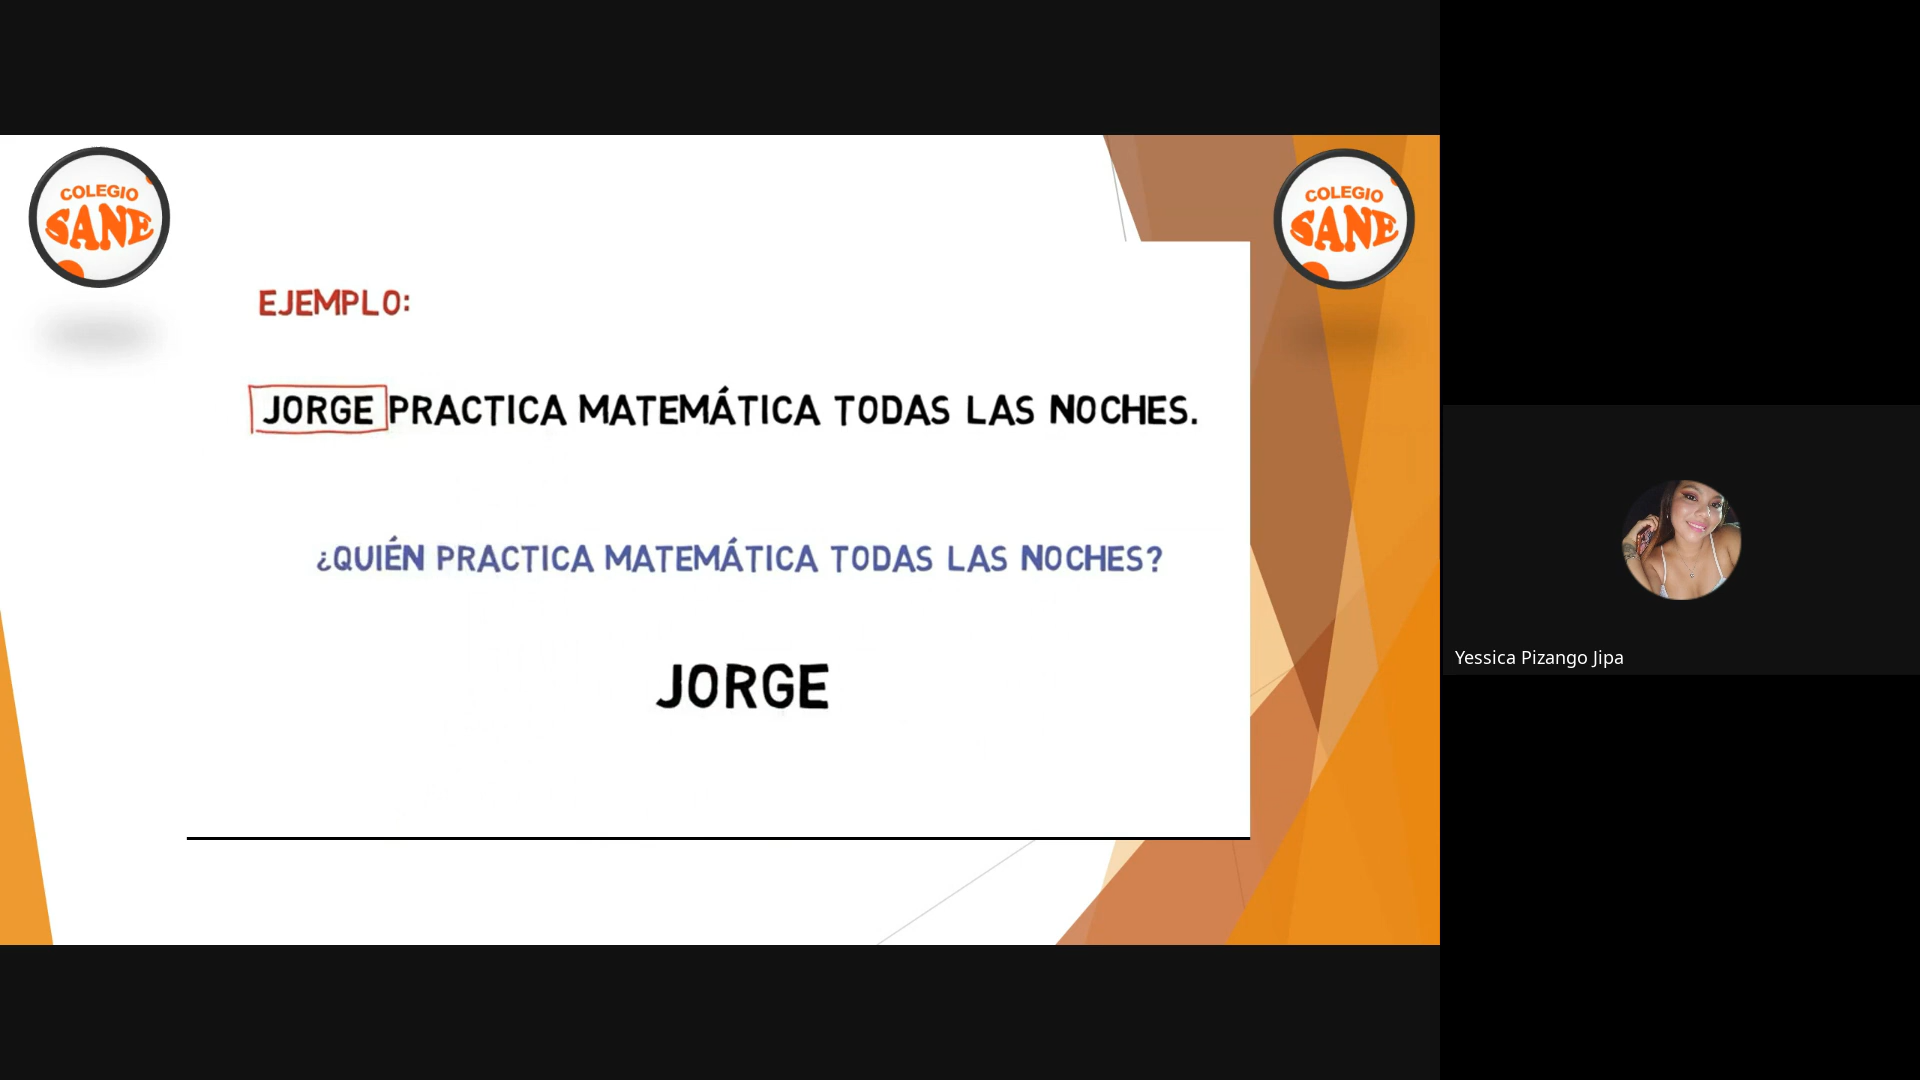 COLEGIO
SANE
COLEGIO
SANE
EJEMPLO:
JORGE PRACTICA MATEMÁTICA TODAS LAS NOCHES.
¿QUIÉN PRACTICA MATEMÁTICA TODAS LAS NOCHES?
JORGE
Yessica Pizango Jipa